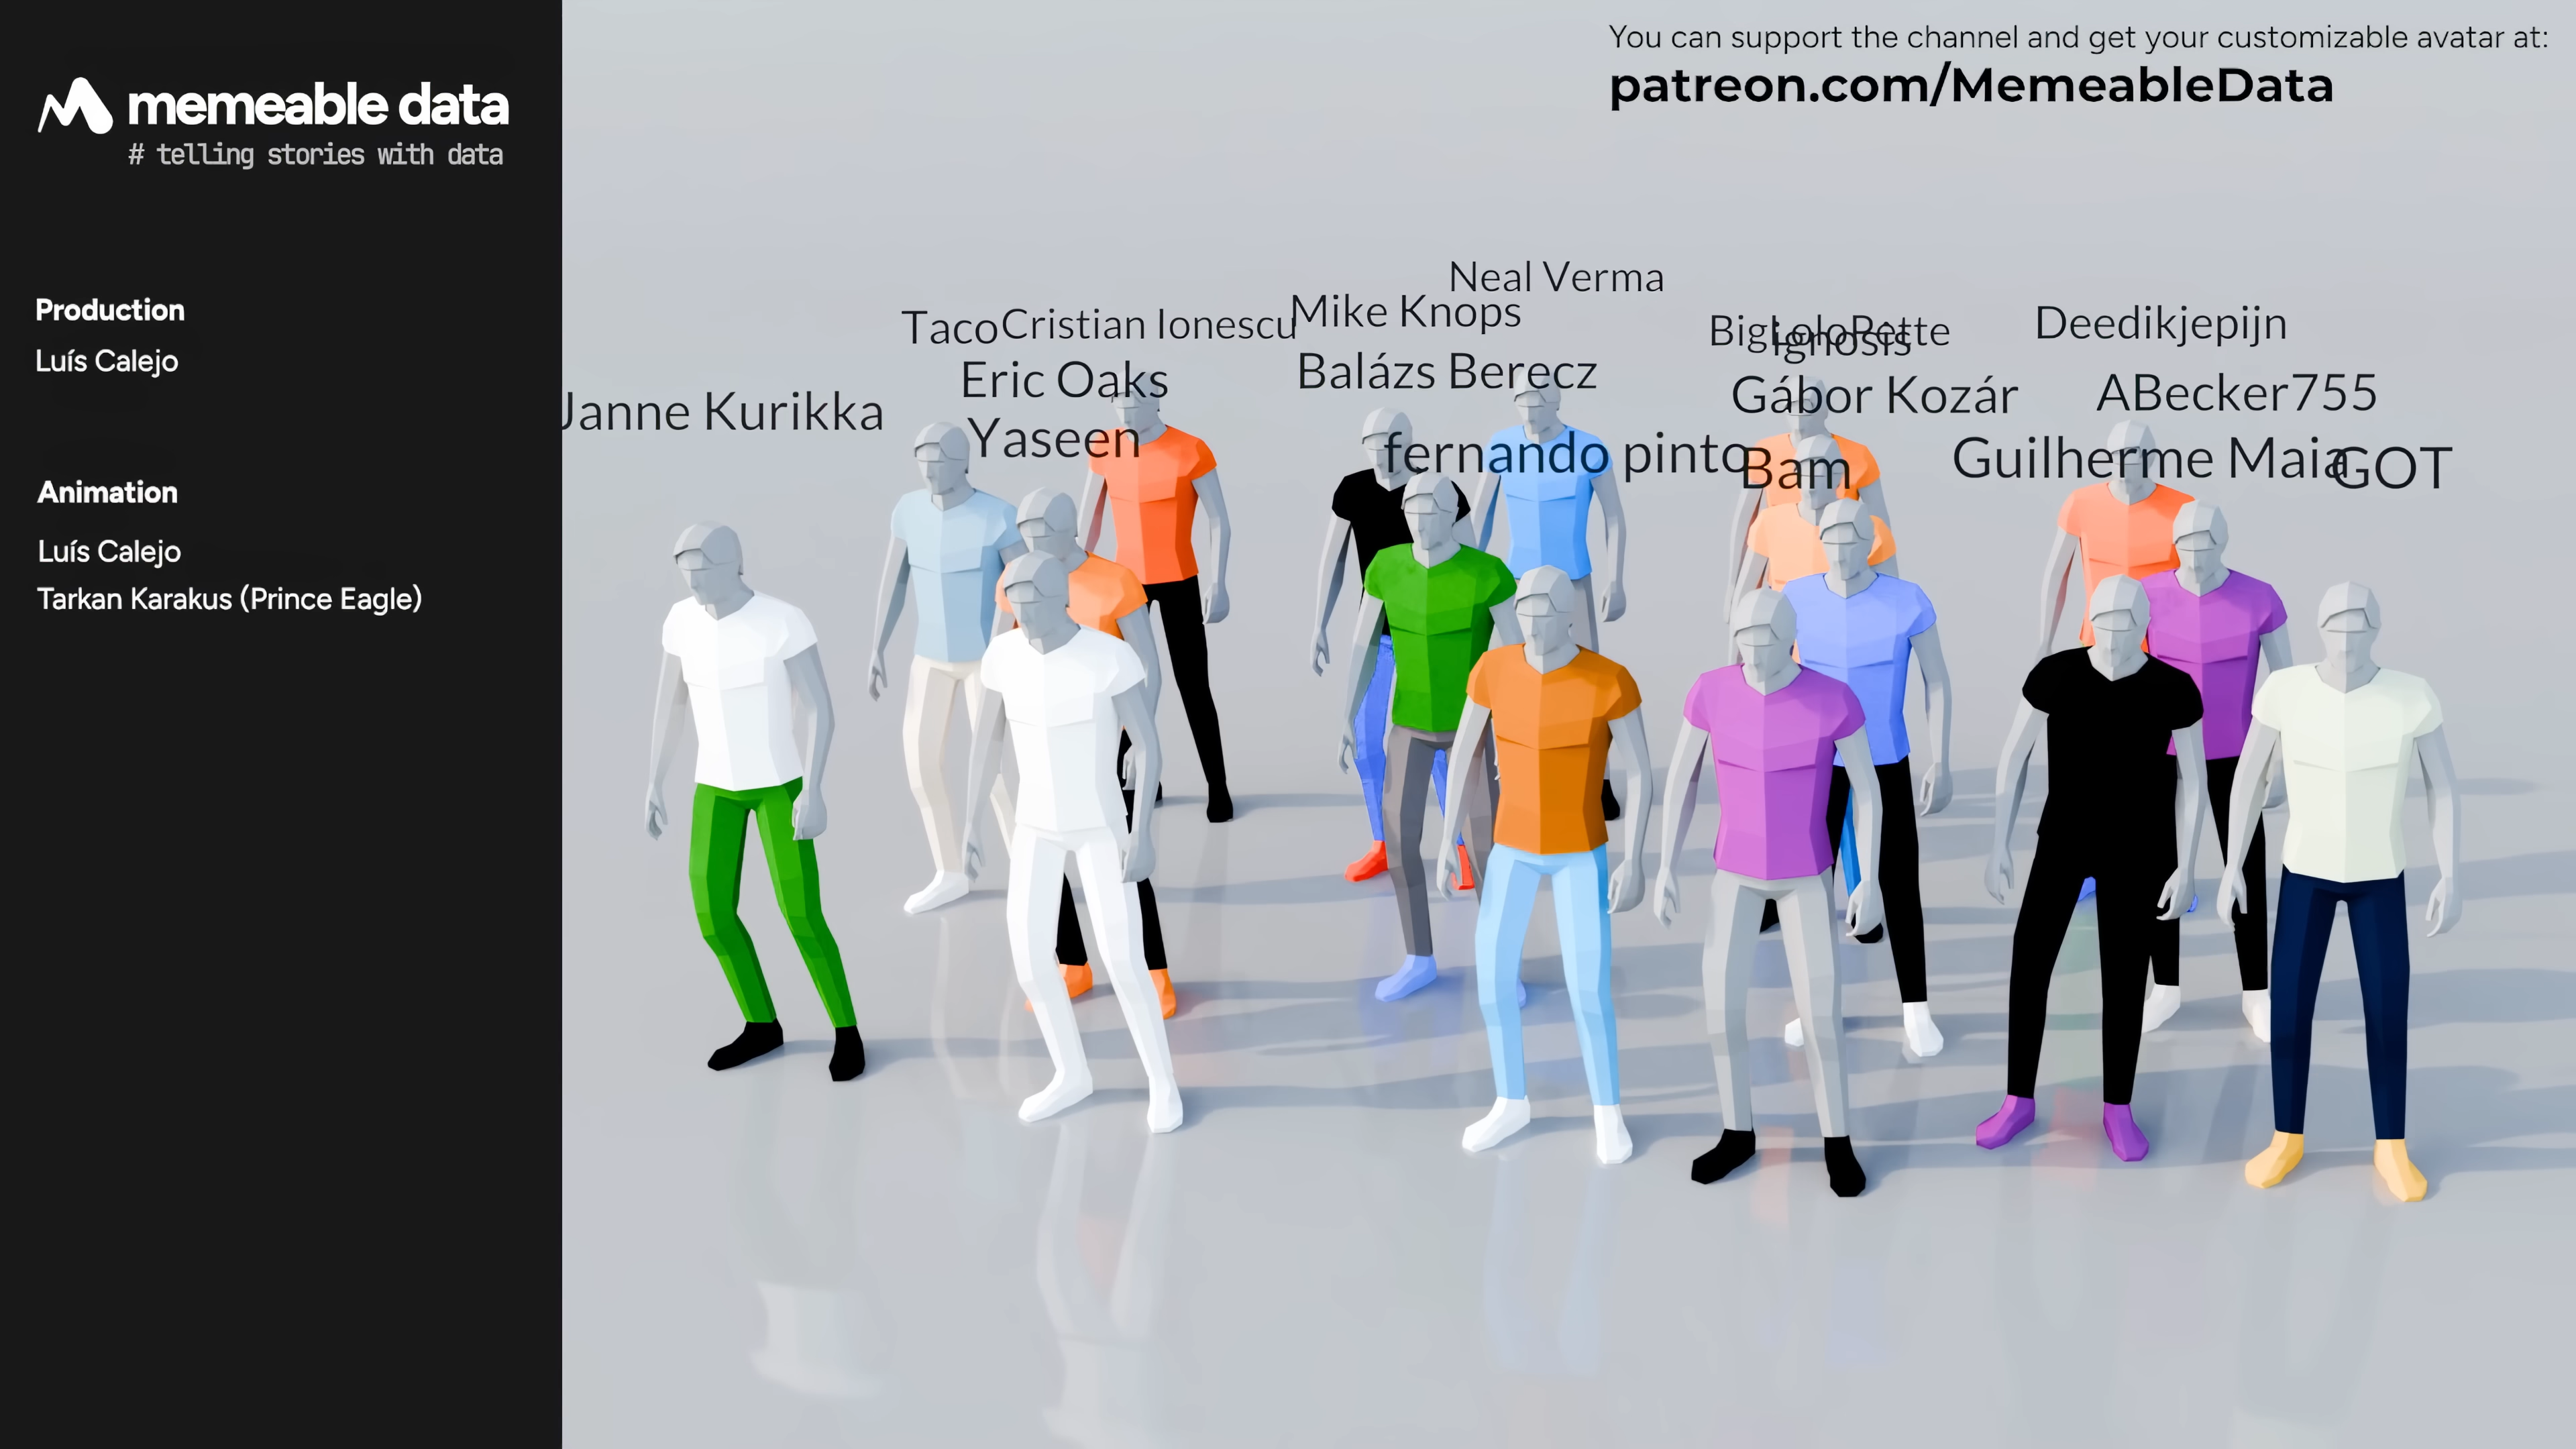 memeable data
# telling stories with data
Production
Luís Calejo
Animation
Luís Calejo
Tarkan Karakus (Prince Eagle)
You can support the channel and get your customizable avatar at:
patreon.com/MemeableData
Neal Verma
Mike Knops
Taco
Cristian Ionescu
BigLoloPette
Ignosis
Deedikjepijn
Eric Oaks
Balázs Berecz
Gábor Kozár
ABecker755
Janne Kurikka
Yaseen
fernando pinto
Bam
Guilherme Maia
GOT